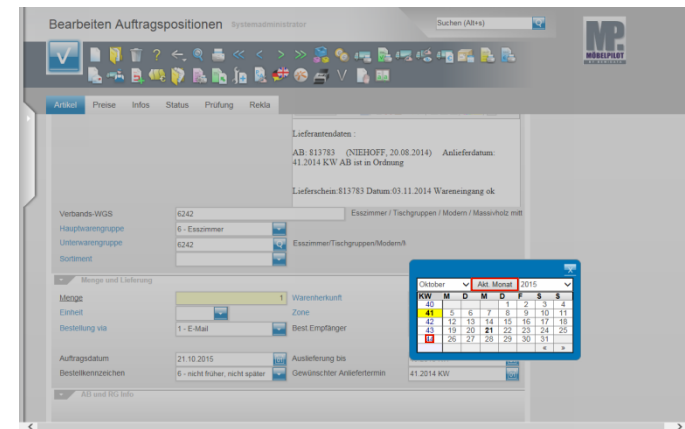 Bearbeiten Auftragspositionen Systemadministrator
Suchen (Alt+s)
MP
MÖBELPILOT
Artikel Preise Infos Status Prüfung Rekla
Lieferantendaten :
AB: 813783 (NIEHOFF, 20.08.2014) Anlieferdatum:
41.2014 KW AB ist in Ordnung
Lieferschein:813783 Datum:03.11.2014 Wareneingang ok
Verbands-WGS 6242 Esszimmer / Tischgruppen / Modern / Massivholz mitt
Hauptwarengruppe 6 - Esszimmer
Unterwarengruppe 6242 Esszimmer/Tischgruppen/Modern/M
Sortiment
Menge und Lieferung
Menge 1 Warenherkunft
Einheit Zone
Bestellung via 1 - E-Mail Best.Empfänger
Auftragsdatum 21.10.2015 Auslieferung bis
Bestellkennzeichen 6 - nicht früher, nicht später Gewünschter Anliefertermin 41.2014 KW
AB und RG Info
Oktober Akt. Monat 2015
KW M D M D F S S
40 1 2 3 4
41 5 6 7 8 9 10 11
42 12 13 14 15 16 17 18
43 19 20 21 22 23 24 25
44 26 27 28 29 30 31
< >